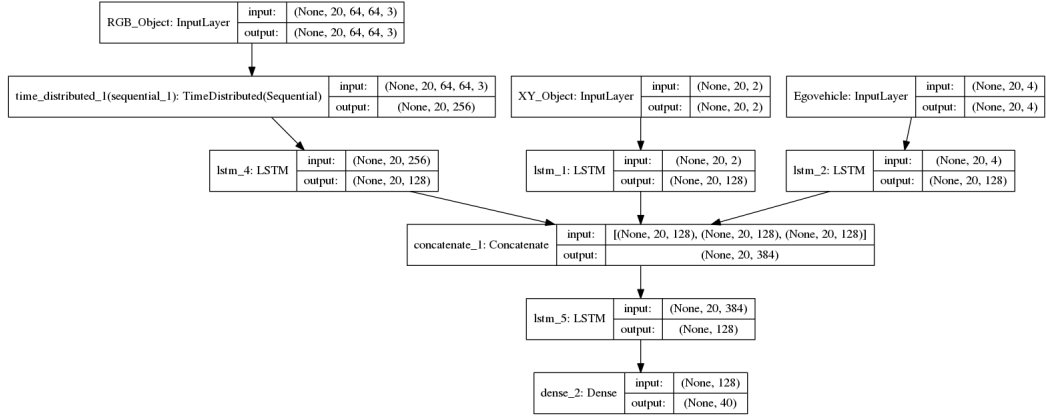 RGB_Object: InputLayer
input: (None, 20, 64, 64, 3)
output: (None, 20, 64, 64, 3)
time_distributed_1(sequential_1): TimeDistributed(Sequential)
input: (None, 20, 64, 64, 3)
output: (None, 20, 256)
XY_Object: InputLayer
input: (None, 20, 2)
output: (None, 20, 2)
Egovehicle: InputLayer
input: (None, 20, 4)
output: (None, 20, 4)
lstm_4: LSTM
input: (None, 20, 256)
output: (None, 20, 128)
lstm_1: LSTM
input: (None, 20, 2)
output: (None, 20, 128)
lstm_2: LSTM
input: (None, 20, 4)
output: (None, 20, 128)
concatenate_1: Concatenate
input: [(None, 20, 128), (None, 20, 128), (None, 20, 128)]
output: (None, 20, 384)
lstm_5: LSTM
input: (None, 20, 384)
output: (None, 128)
dense_2: Dense
input: (None, 128)
output: (None, 40)